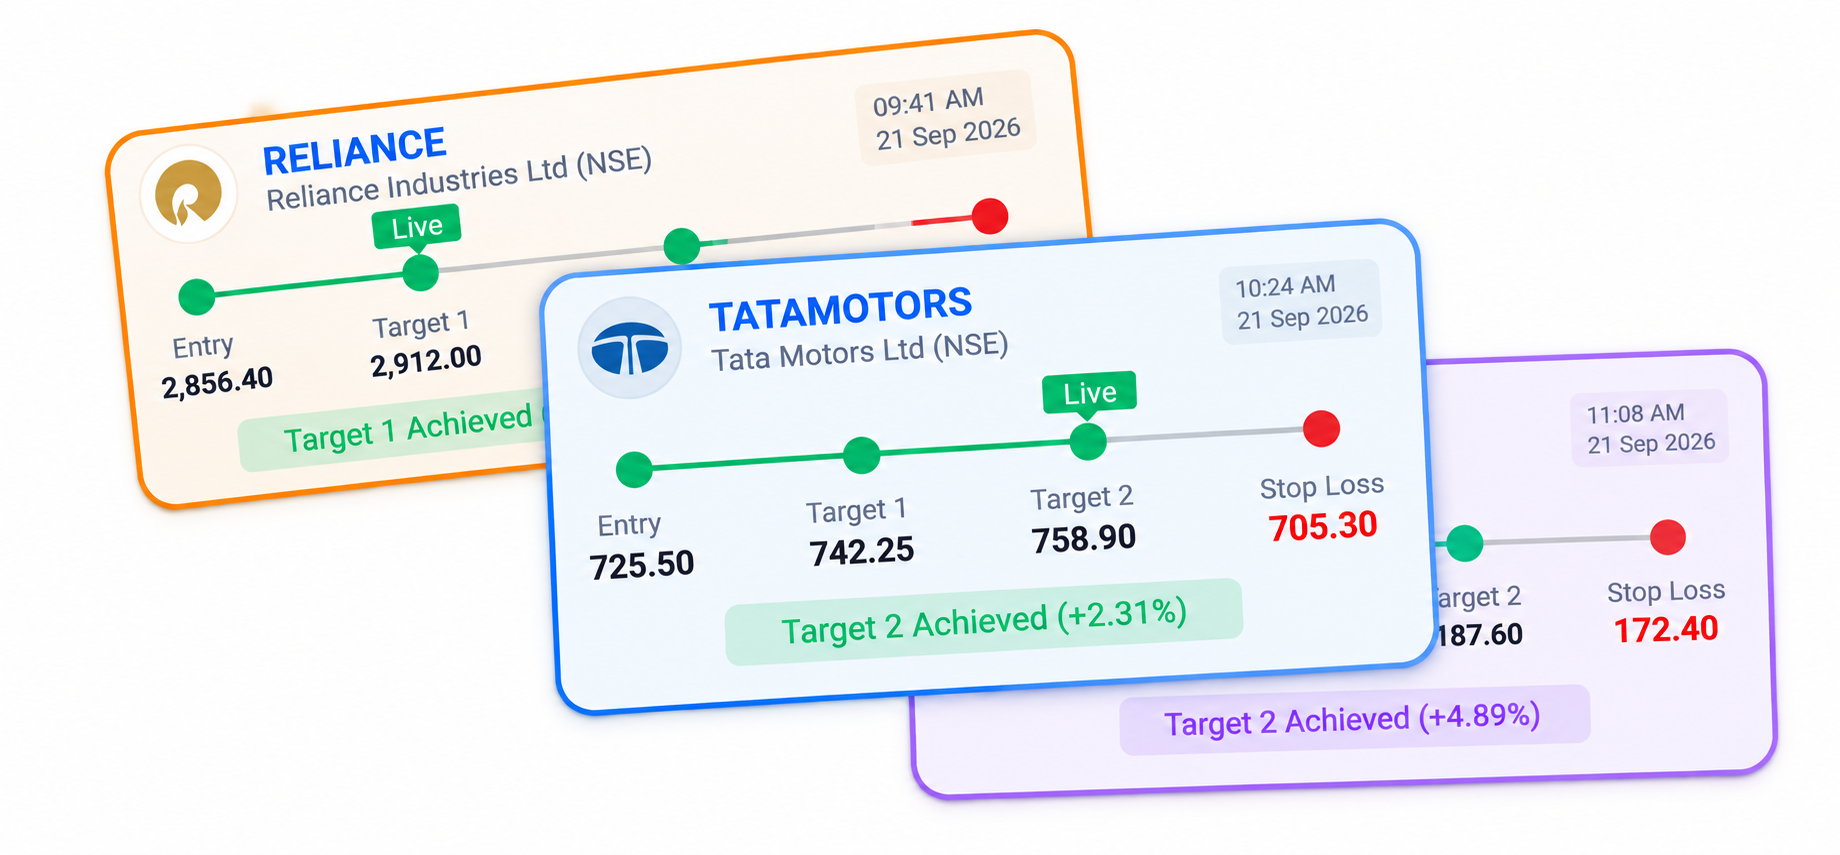 RELIANCE
Reliance Industries Ltd (NSE)
09:41 AM
21 Sep 2026
Live
Entry
2,856.40
Target 1
2,912.00
Target 1 Achieved
TATAMOTORS
Tata Motors Ltd (NSE)
10:24 AM
21 Sep 2026
Live
Entry
725.50
Target 1
742.25
Target 2
758.90
Stop Loss
705.30
Target 2 Achieved (+2.31%)
11:08 AM
21 Sep 2026
Target 2
187.60
Stop Loss
172.40
Target 2 Achieved (+4.89%)